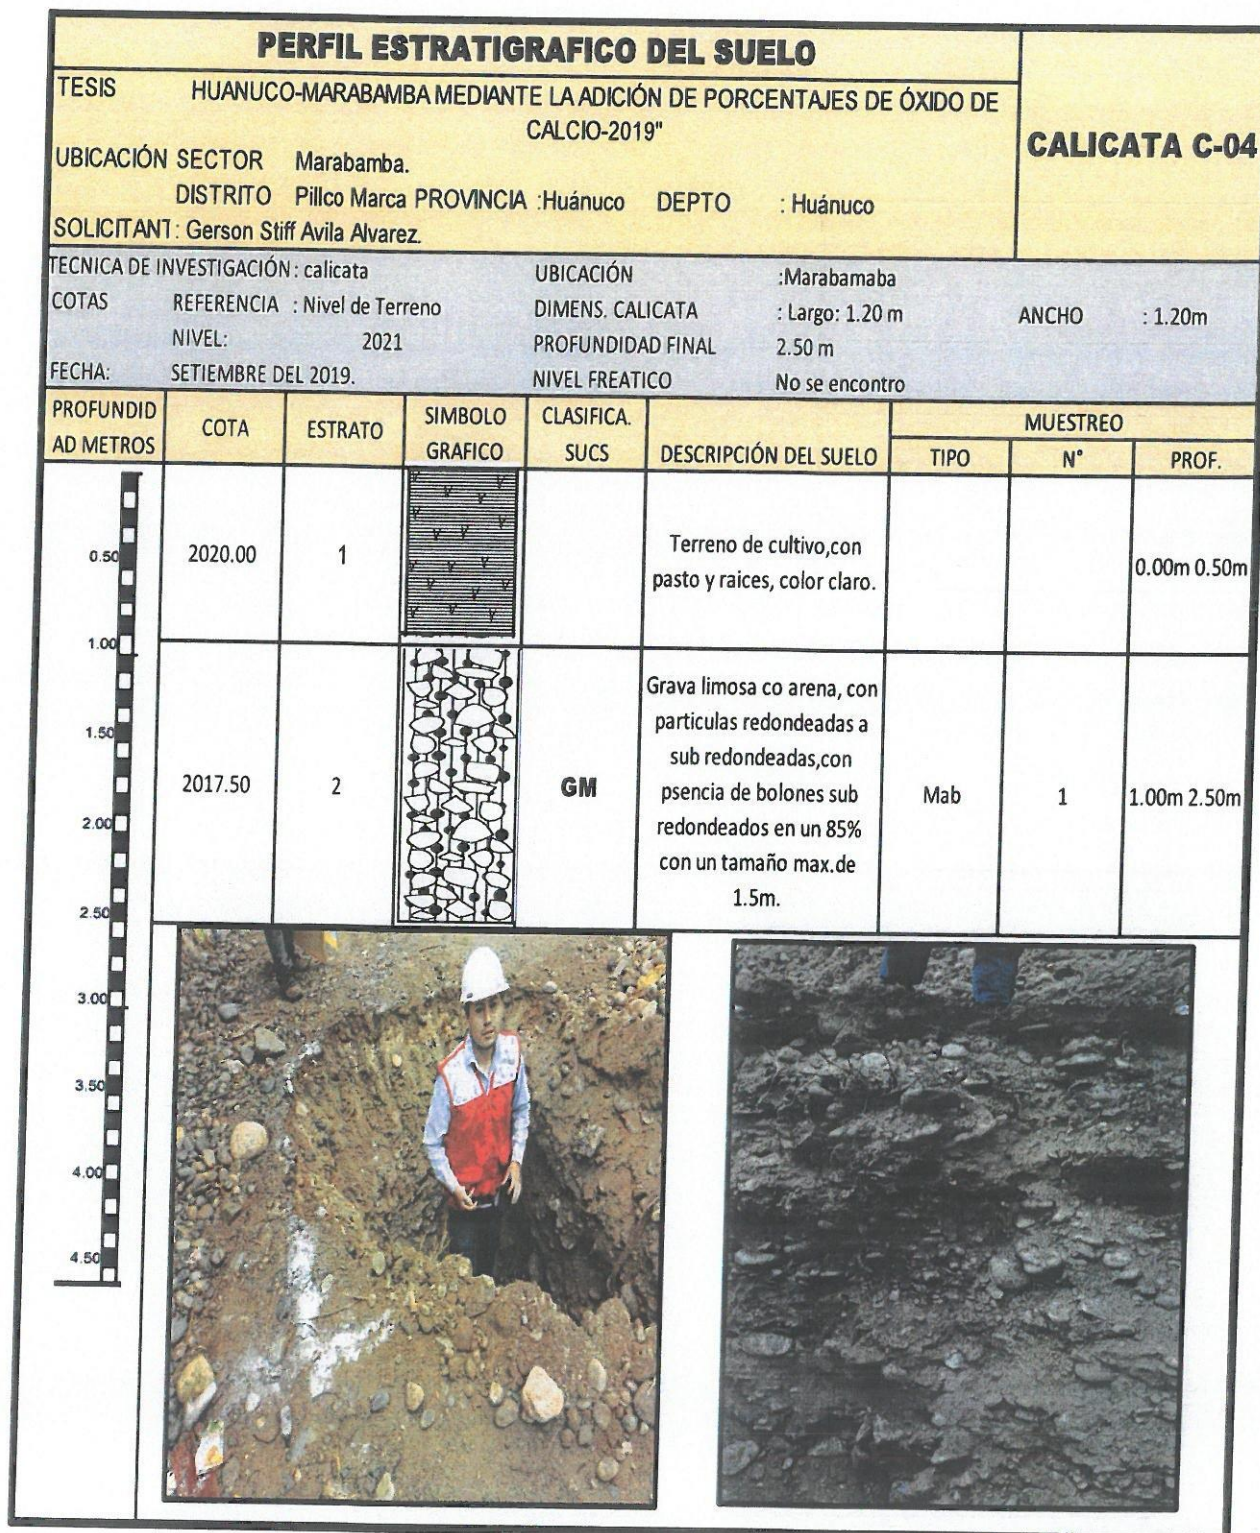 PERFIL ESTRATIGRAFICO DEL SUELO
TESIS HUANUCO-MARABAMBA MEDIANTE LA ADICIÓN DE PORCENTAJES DE ÓXIDO DE
CALCIO-2019"
CALICATA C-04
UBICACIÓN SECTOR Marabamba.
DISTRITO Pillco Marca PROVINCIA :Huánuco DEPTO : Huánuco
SOLICITANT: Gerson Stiff Avila Alvarez.
TECNICA DE INVESTIGACIÓN : calicata UBICACIÓN :Marabamaba
COTAS REFERENCIA : Nivel de Terreno DIMENS. CALICATA : Largo: 1.20 m ANCHO : 1.20m
NIVEL: 2021 PROFUNDIDAD FINAL 2.50 m
FECHA: SETIEMBRE DEL 2019. NIVEL FREATICO No se encontro
PROFUNDID
AD METROS
COTA
ESTRATO
SIMBOLO
GRAFICO
CLASIFICA.
SUCS
DESCRIPCIÓN DEL SUELO
MUESTREO
TIPO N° PROF.
0.50
1.00
1.50
2.00
2.50
3.00
3.50
4.00
4.50
2020.00
1
Terreno de cultivo,con
pasto y raices, color claro.
0.00m 0.50m
2017.50
2
GM
Grava limosa co arena, con
particulas redondeadas a
sub redondeadas,con
psencia de bolones sub
redondeados en un 85%
con un tamaño max.de
1.5m.
Mab
1
1.00m 2.50m